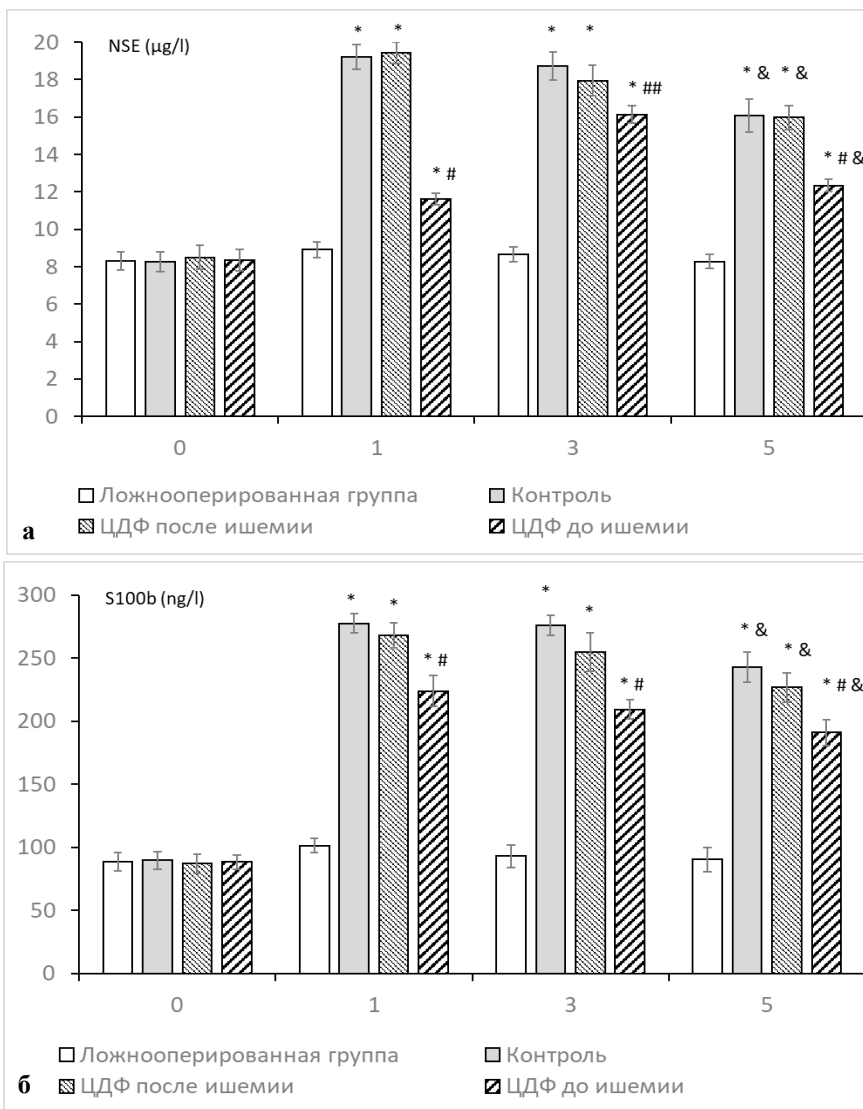 NSE (µg/l)
20
18
16
14
12
10
8
6
4
2
0
* * * #
* * * ##
* & * & * # &
0 1 3 5
Ложнооперированная группа Контроль
ЦДФ после ишемии ЦДФ до ишемии
а
S100b (ng/l)
300
250
200
150
100
50
0
* * * #
* * * #
* & * & * # &
0 1 3 5
Ложнооперированная группа Контроль
ЦДФ после ишемии ЦДФ до ишемии
б